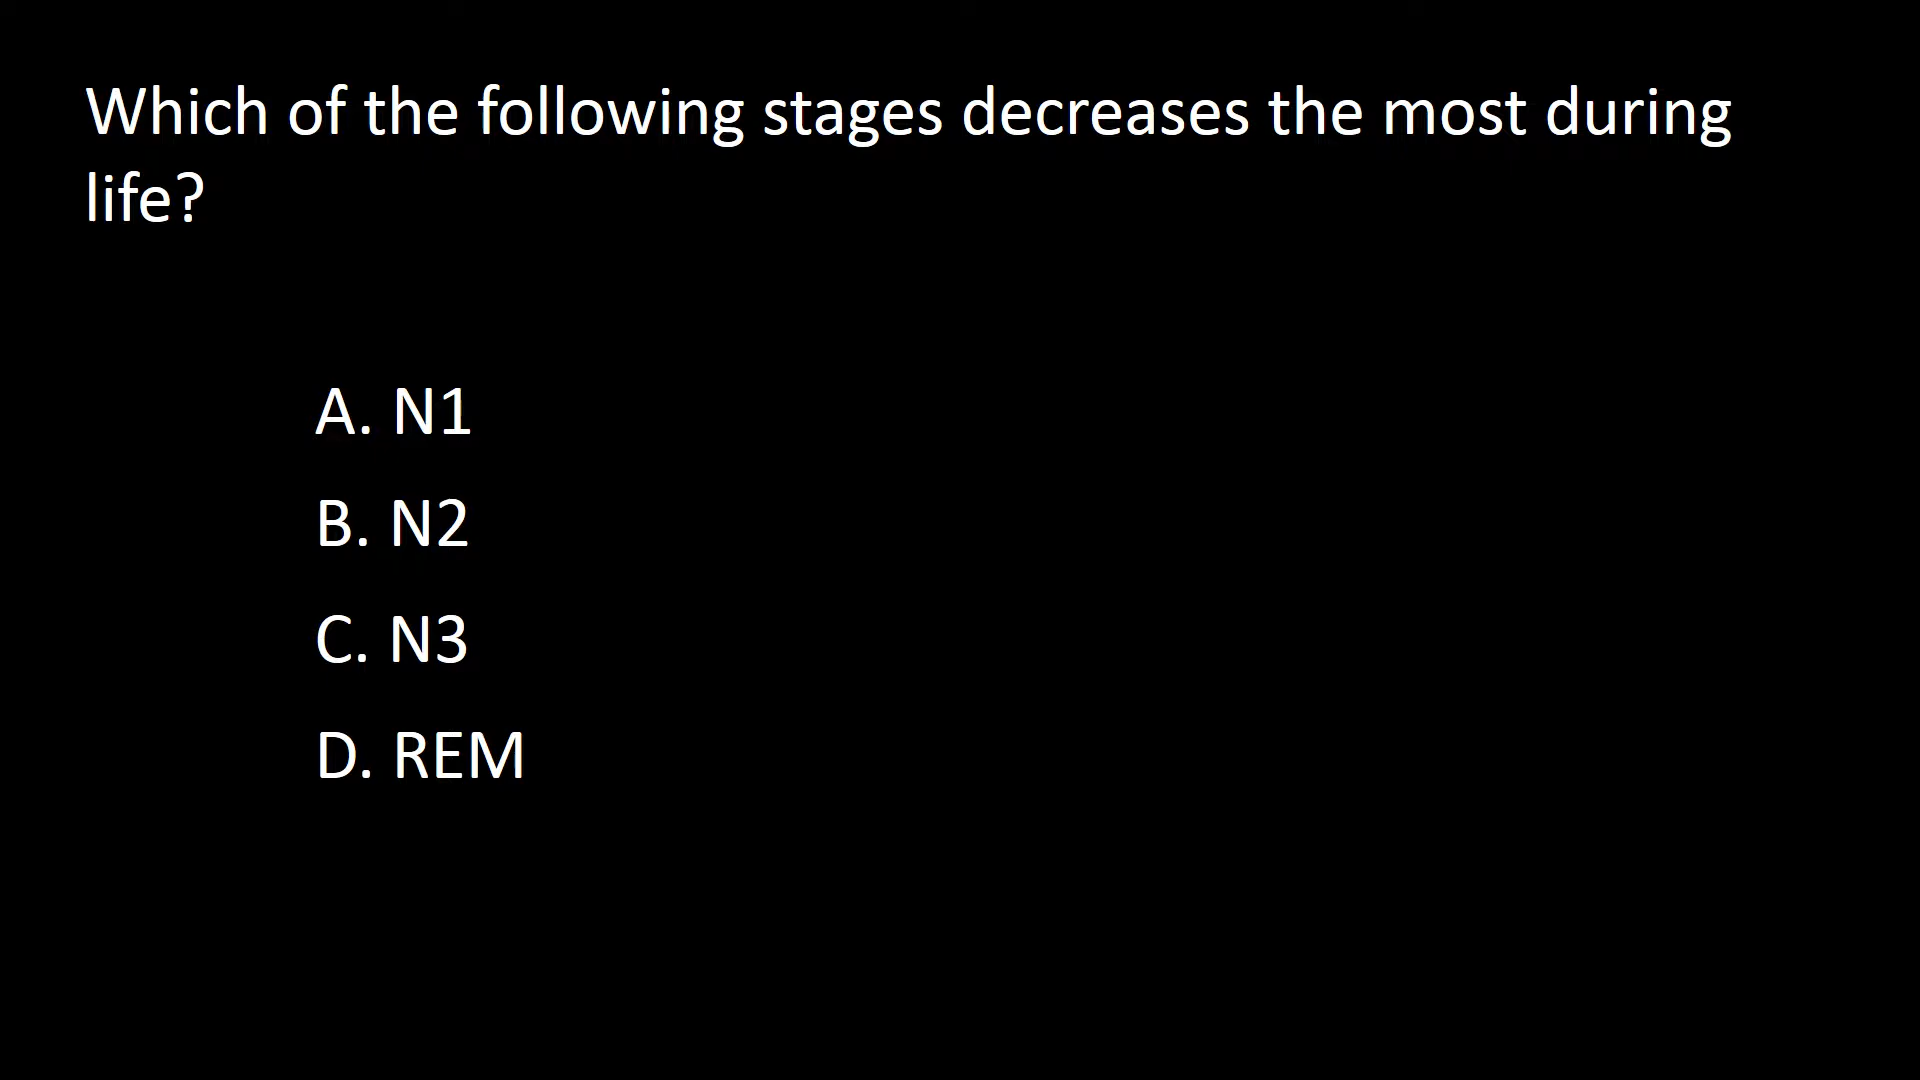 Which of the following stages decreases the most during
life?
A. N1
B. N2
C. N3
D. REM